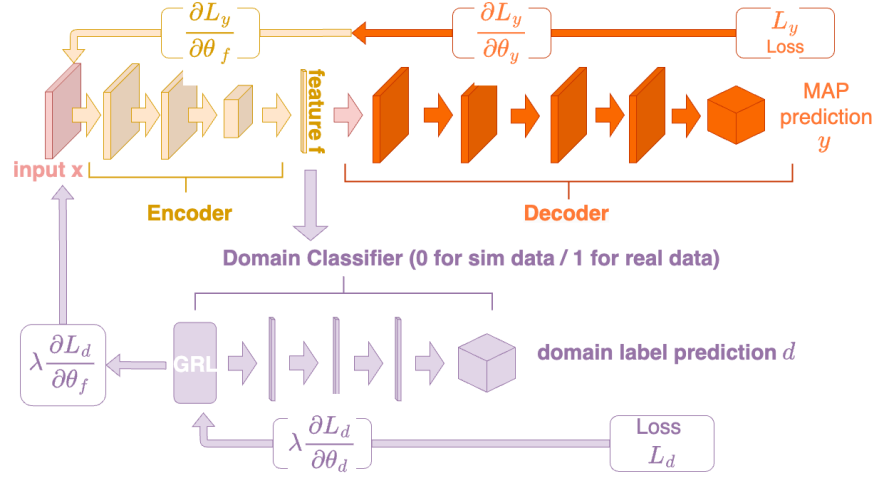 ∂L_y / ∂θ_f
∂L_y / ∂θ_y
L_y
Loss
input x
feature f
MAP
prediction
y
Encoder
Decoder
Domain Classifier (0 for sim data / 1 for real data)
λ ∂L_d / ∂θ_f
GRL
domain label prediction d
λ ∂L_d / ∂θ_d
Loss
L_d